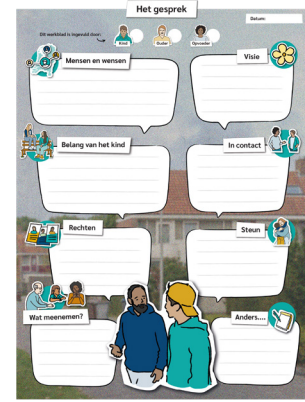 Het gesprek
Datum:
Dit werkblad is ingevuld door:
Kind
Ouder
Opvoeder
Mensen en wensen
Visie
Belang van het kind
In contact
Rechten
Steun
Wat meenemen?
Anders....